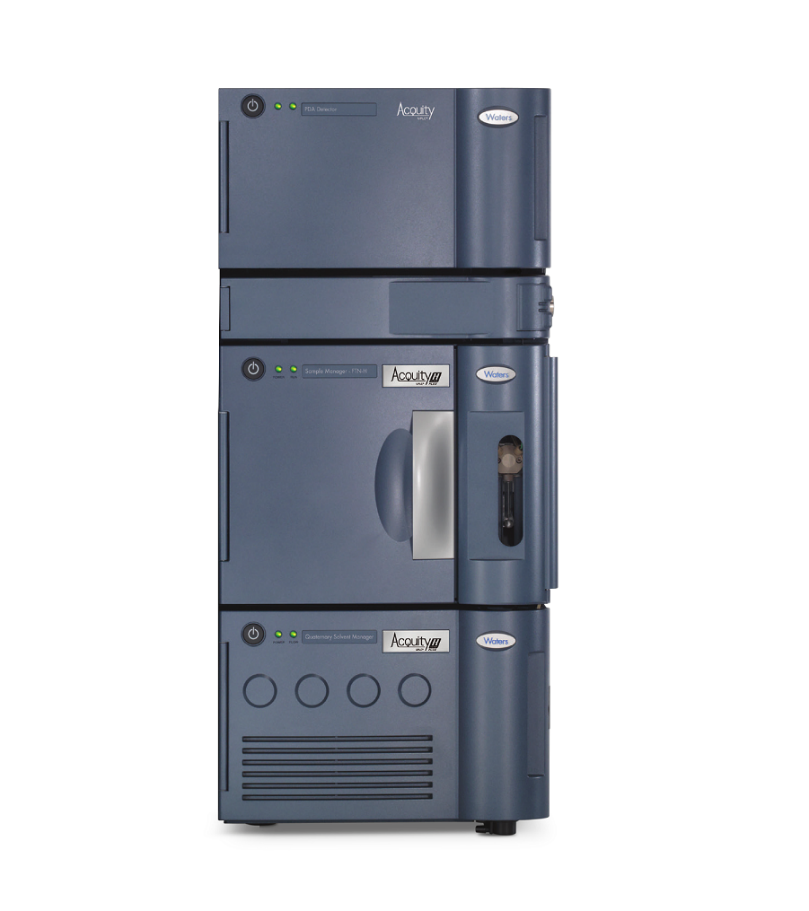 PDA Detector
Acquity
Waters
Sample Manager - FTN-H
Acquity H
Waters
Quaternary Solvent Manager
Acquity H
Waters